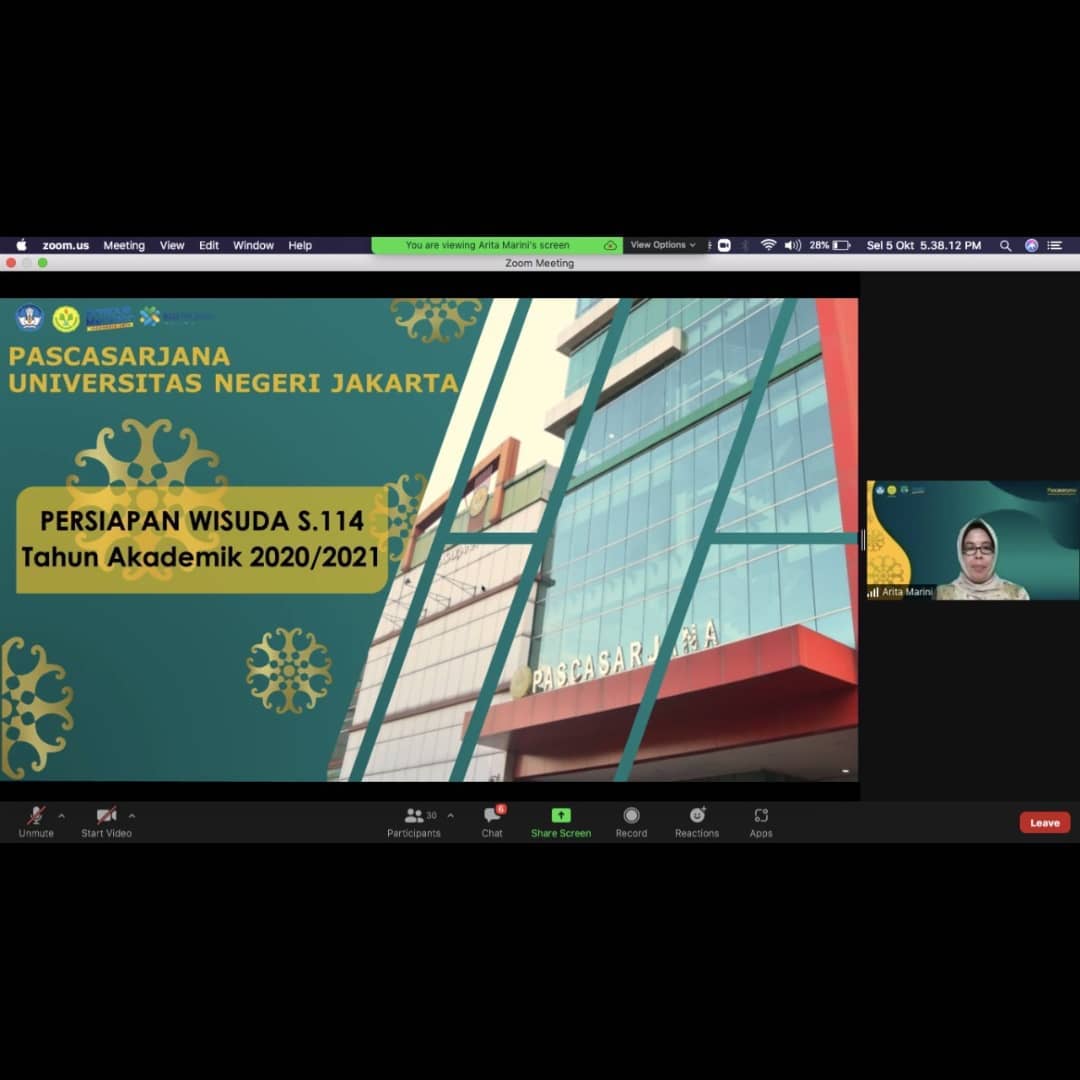 zoom.us Meeting View Edit Window Help
You are viewing Arita Marini's screen
View Options
28%
Sel 5 Okt 5.38.12 PM
Zoom Meeting
PASCASARJANA
UNIVERSITAS NEGERI JAKARTA
PERSIAPAN WISUDA S.114
Tahun Akademik 2020/2021
PASCASARJANA
Pascasarjana
Arita Marini
Unmute
Start Video
30
Participants
6
Chat
Share Screen
Record
Reactions
Apps
Leave